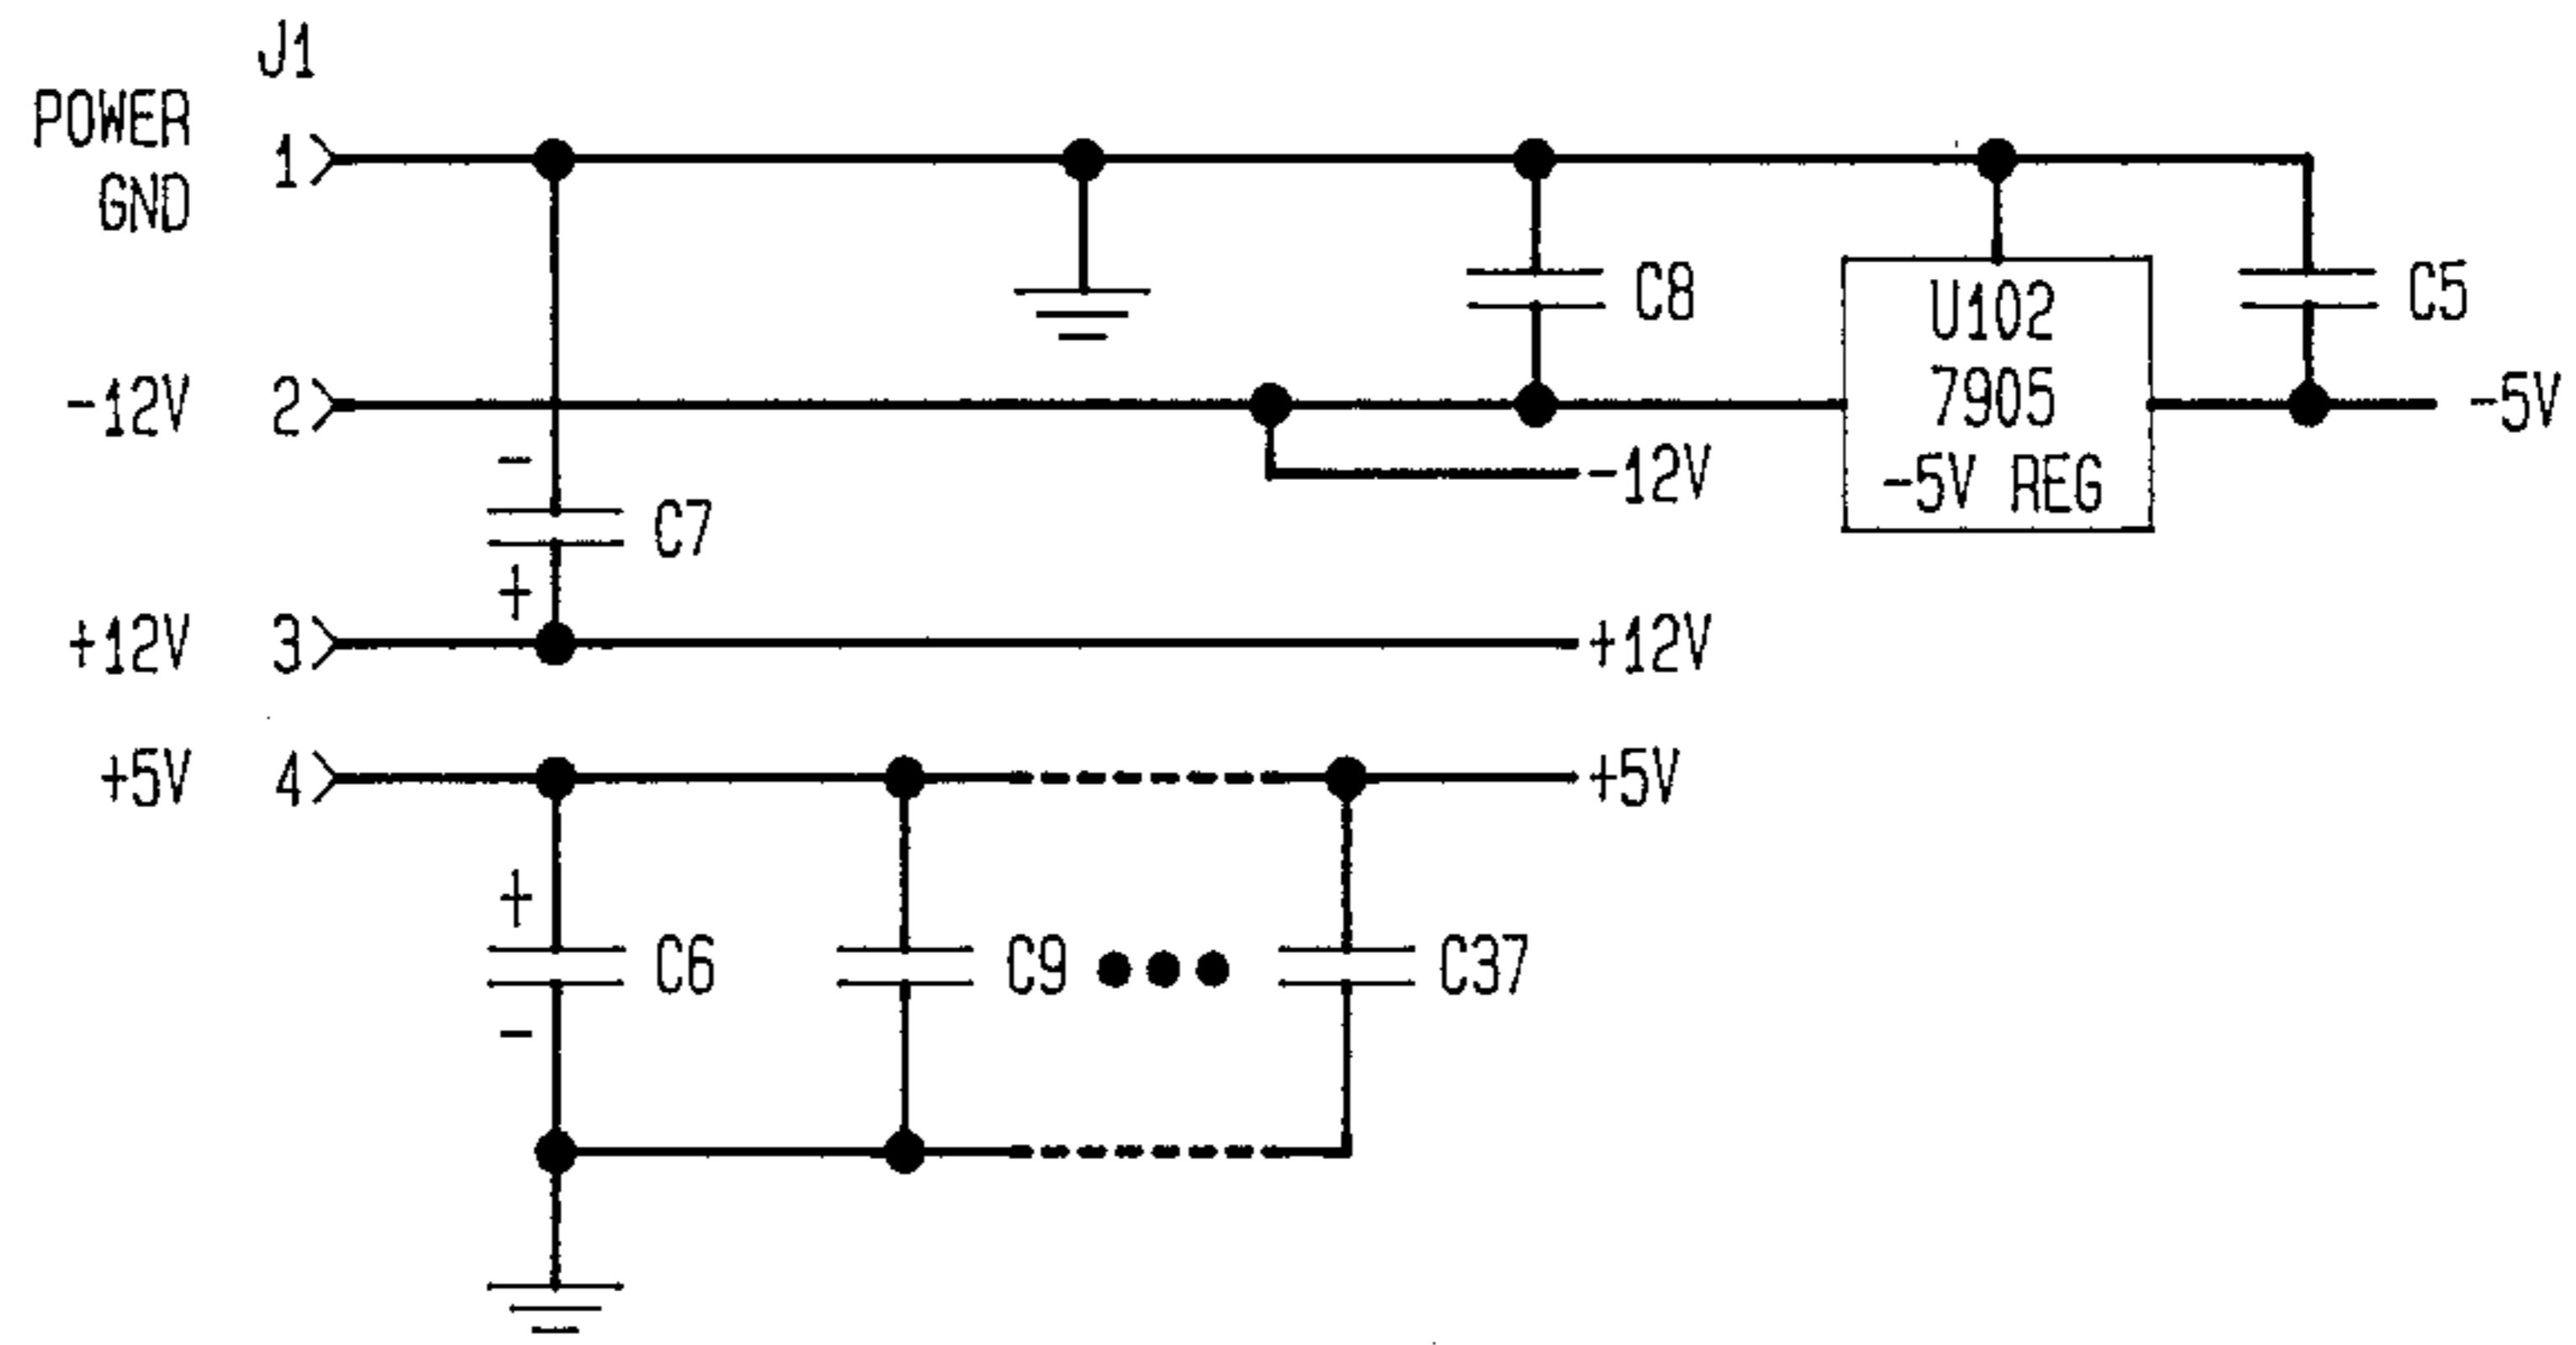 J1
POWER
GND
1
-12V
2
+12V
3
+5V
4
C8
C5
U102
7905
-5V REG
-5V
-12V
-
C7
+
+12V
+5V
+
C6
-
C9
C37